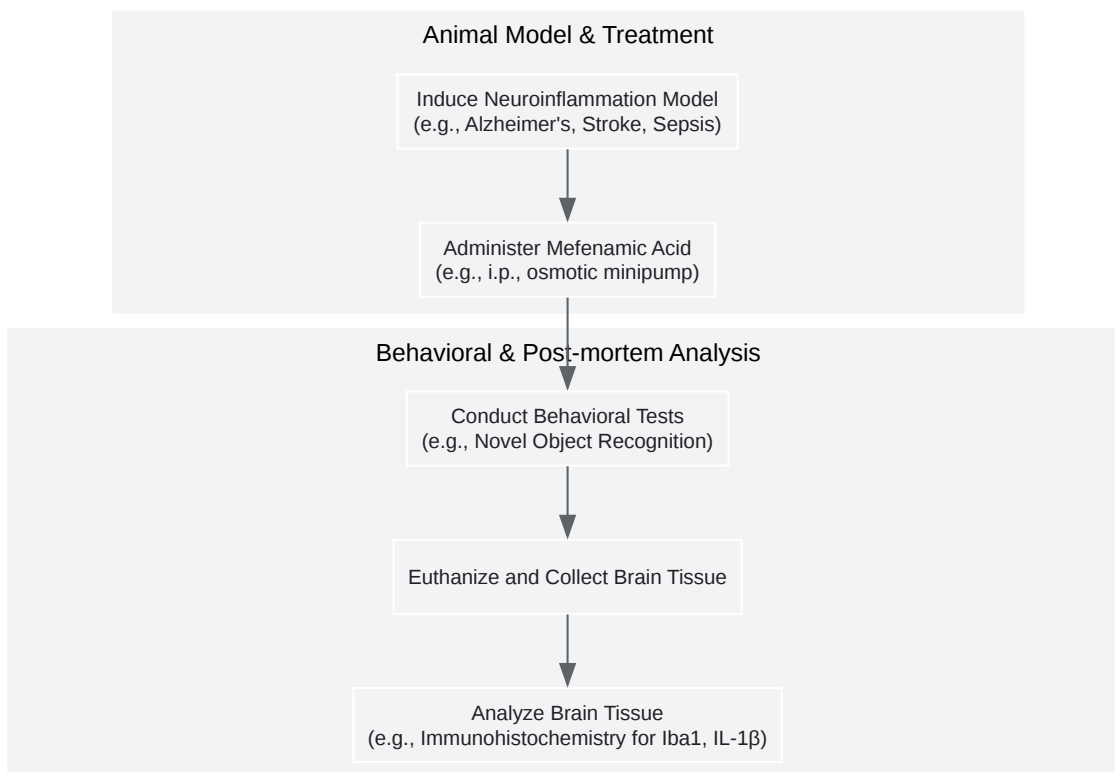 Animal Model & Treatment
Induce Neuroinflammation Model
(e.g., Alzheimer's, Stroke, Sepsis)
Administer Mefenamic Acid
(e.g., i.p., osmotic minipump)
Behavioral & Post-mortem Analysis
Conduct Behavioral Tests
(e.g., Novel Object Recognition)
Euthanize and Collect Brain Tissue
Analyze Brain Tissue
(e.g., Immunohistochemistry for Iba1, IL-1β)